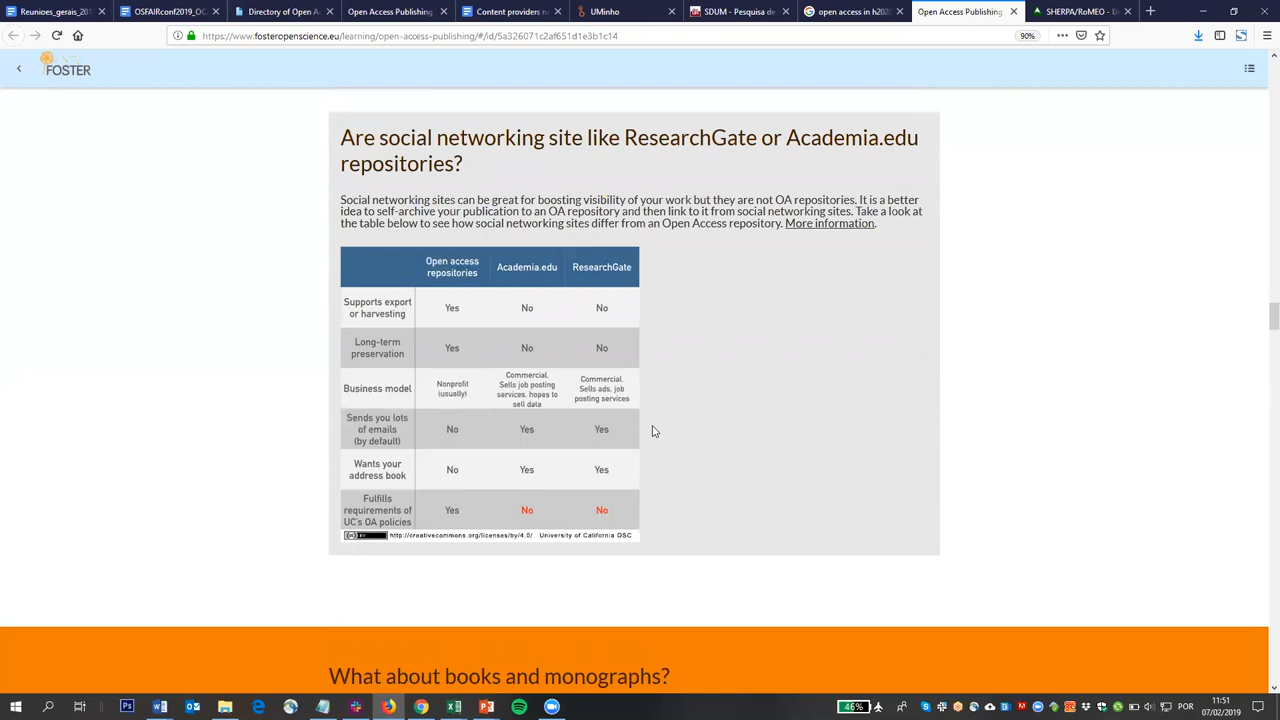 Reunioes_gerais_201
OSFAIRconf2019_OC
Directory of Open A
Open Access Publishing
Content providers n
UMinho
SDUM - Pesquisa de
open access in h202
Open Access Publishing
SHERPA/RoMEO - Da
https://www.fosteropenscience.eu/learning/open-access-publishing/#/id/5a326071c2af651d1e3b1c14
90%
FOSTER
Are social networking site like ResearchGate or Academia.edu
repositories?
Social networking sites can be great for boosting visibility of your work but they are not OA repositories. It is a better
idea to self-archive your publication to an OA repository and then link to it from social networking sites. Take a look at
the table below to see how social networking sites differ from an Open Access repository. More information.
Open access
repositories
Academia.edu
ResearchGate
Supports export
or harvesting
Yes
No
No
Long-term
preservation
Yes
No
No
Business model
Nonprofit
(usually)
Commercial.
Sells job posting
services, hopes to
sell data
Commercial.
Sells ads, job
posting services
Sends you lots
of emails
(by default)
No
Yes
Yes
Wants your
address book
No
Yes
Yes
Fulfills
requirements of
UC's OA policies
Yes
No
No
http://creativecommons.org/licenses/by/4.0/ University of California OSC
What about books and monographs?
46%
POR
11:51
07/02/2019